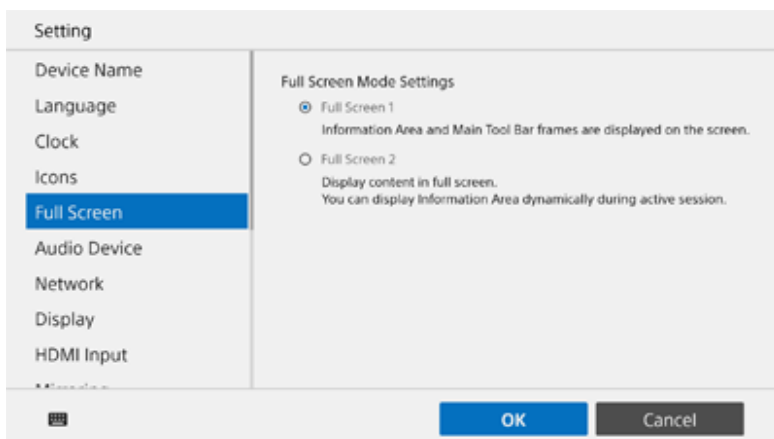 Setting
Device Name
Language
Clock
Icons
Full Screen
Audio Device
Network
Display
HDMI Input
Full Screen Mode Settings
Full Screen 1
Information Area and Main Tool Bar frames are displayed on the screen.
Full Screen 2
Display content in full screen.
You can display Information Area dynamically during active session.
OK
Cancel